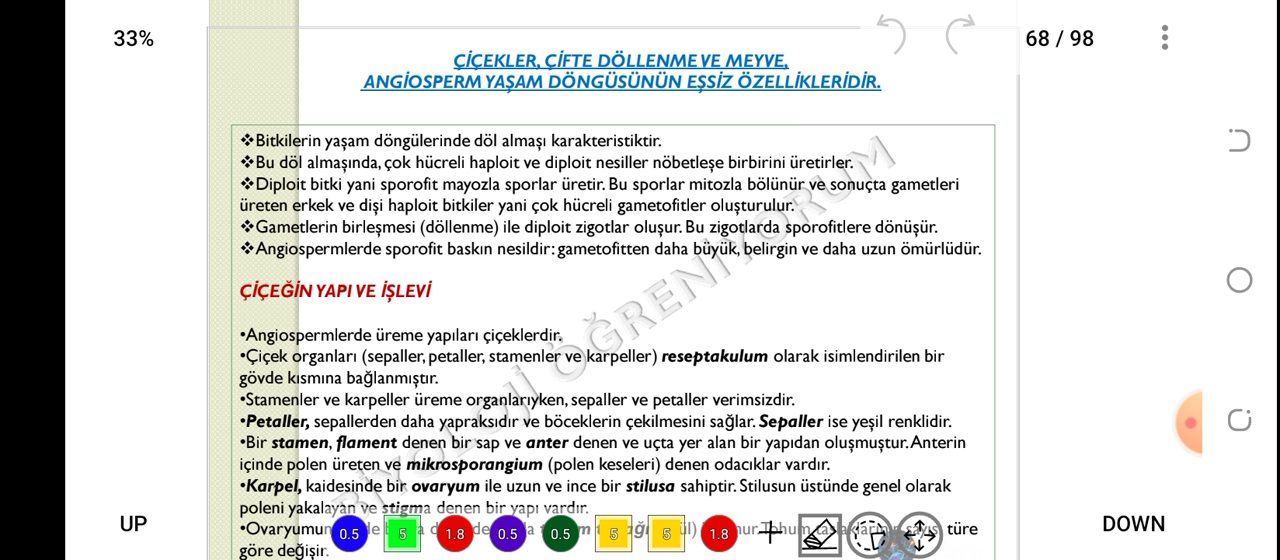 33%
68 / 98
ÇİÇEKLER, ÇİFTE DÖLLENME VE MEYVE,
ANGİOSPERM YAŞAM DÖNGÜSÜNÜN EŞSİZ ÖZELLİKLERİDİR.
❖Bitkilerin yaşam döngülerinde döl almaşı karakteristiktir.
❖Bu döl almaşında, çok hücreli haploit ve diploit nesiller nöbetleşe birbirini üretirler.
❖Diploit bitki yani sporofit mayozla sporlar üretir. Bu sporlar mitozla bölünür ve sonuçta gametleri
üreten erkek ve dişi haploit bitkiler yani çok hücreli gametofitler oluşturulur.
❖Gametlerin birleşmesi (döllenme) ile diploit zigotlar oluşur. Bu zigotlarda sporofitlere dönüşür.
❖Angiospermlerde sporofit baskın nesildir: gametofitten daha büyük, belirgin ve daha uzun ömürlüdür.
ÇİÇEĞİN YAPI VE İŞLEVİ
•Angiospermlerde üreme yapıları çiçeklerdir.
•Çiçek organları (sepaller, petaller, stamenler ve karpeller) reseptakulum olarak isimlendirilen bir
gövde kısmına bağlanmıştır.
•Stamenler ve karpeller üreme organlarıyken, sepaller ve petaller verimsizdir.
•Petaller, sepallerden daha yapraksıdır ve böceklerin çekilmesini sağlar. Sepaller ise yeşil renklidir.
•Bir stamen, flament denen bir sap ve anter denen ve uçta yer alan bir yapıdan oluşmuştur. Anterin
içinde polen üreten ve mikrosporangium (polen keseleri) denen odacıklar vardır.
•Karpel, kaidesinde bir ovaryum ile uzun ve ince bir stilusa sahiptir. Stilusun üstünde genel olarak
poleni yakalayan ve stigma denen bir yapı vardır.
•Ovaryumun türe
göre değişir.
BİYOLOJİ ÖĞRENİYORUM
UP
0.5 5 1.8 0.5 0.5 5 5 1.8
DOWN